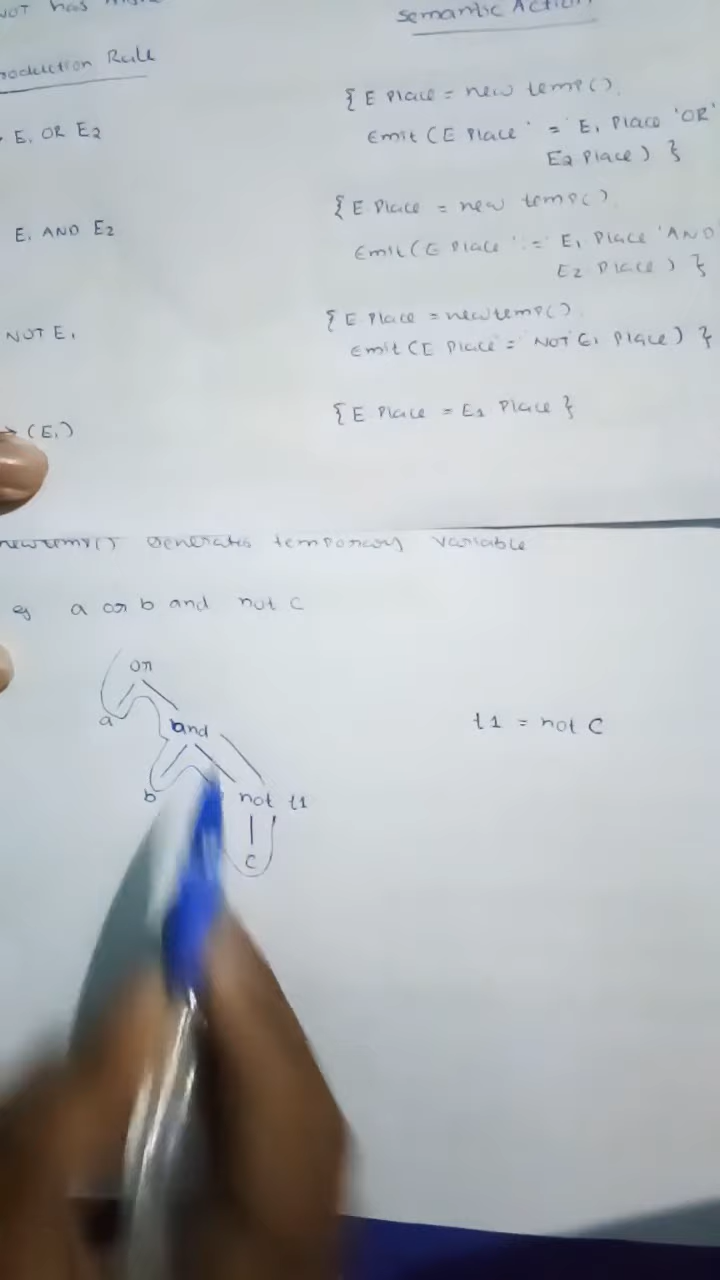 NOT has
Semantic Action
roduction Rule
{ E Place = new temp().
E1 OR E2
Emit (E Place ' = ' E1 Place 'OR'
E2 Place) }
{ E Place = new temp()
E1 AND E2
Emit (E Place ' = ' E1 Place 'AND
E2 Place) }
{ E Place = newtemp().
NOT E1
Emit (E Place = 'NOT' E1 Place) }
{ E Place = E1 Place }
→ (E1)
newtemp() Generates temporary variable
eg a or b and not c
or
a and
t1 = not c
b not t1
c